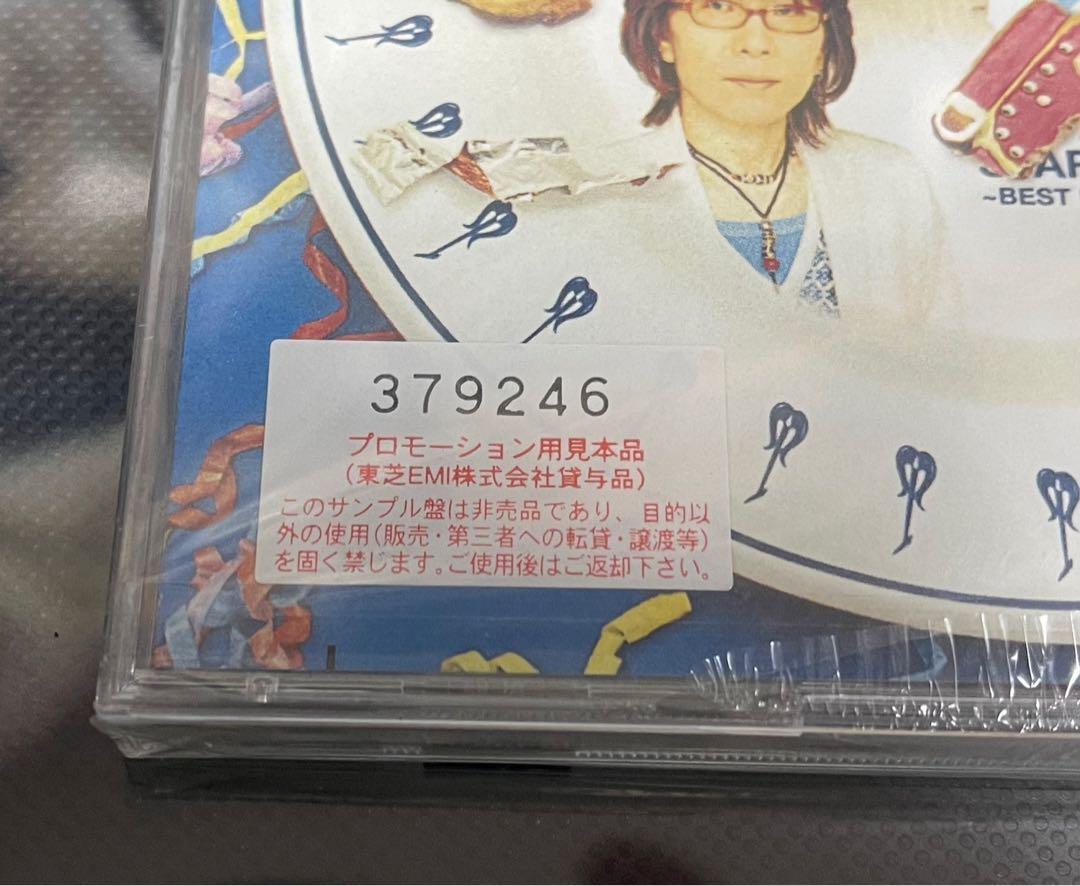 ~BEST
379246
プロモーション用見本品
(東芝EMI株式会社貸与品)
このサンプル盤は非売品であり、目的以
外の使用(販売・第三者への転貸・譲渡等)
を固く禁じます。ご使用後はご返却下さい。